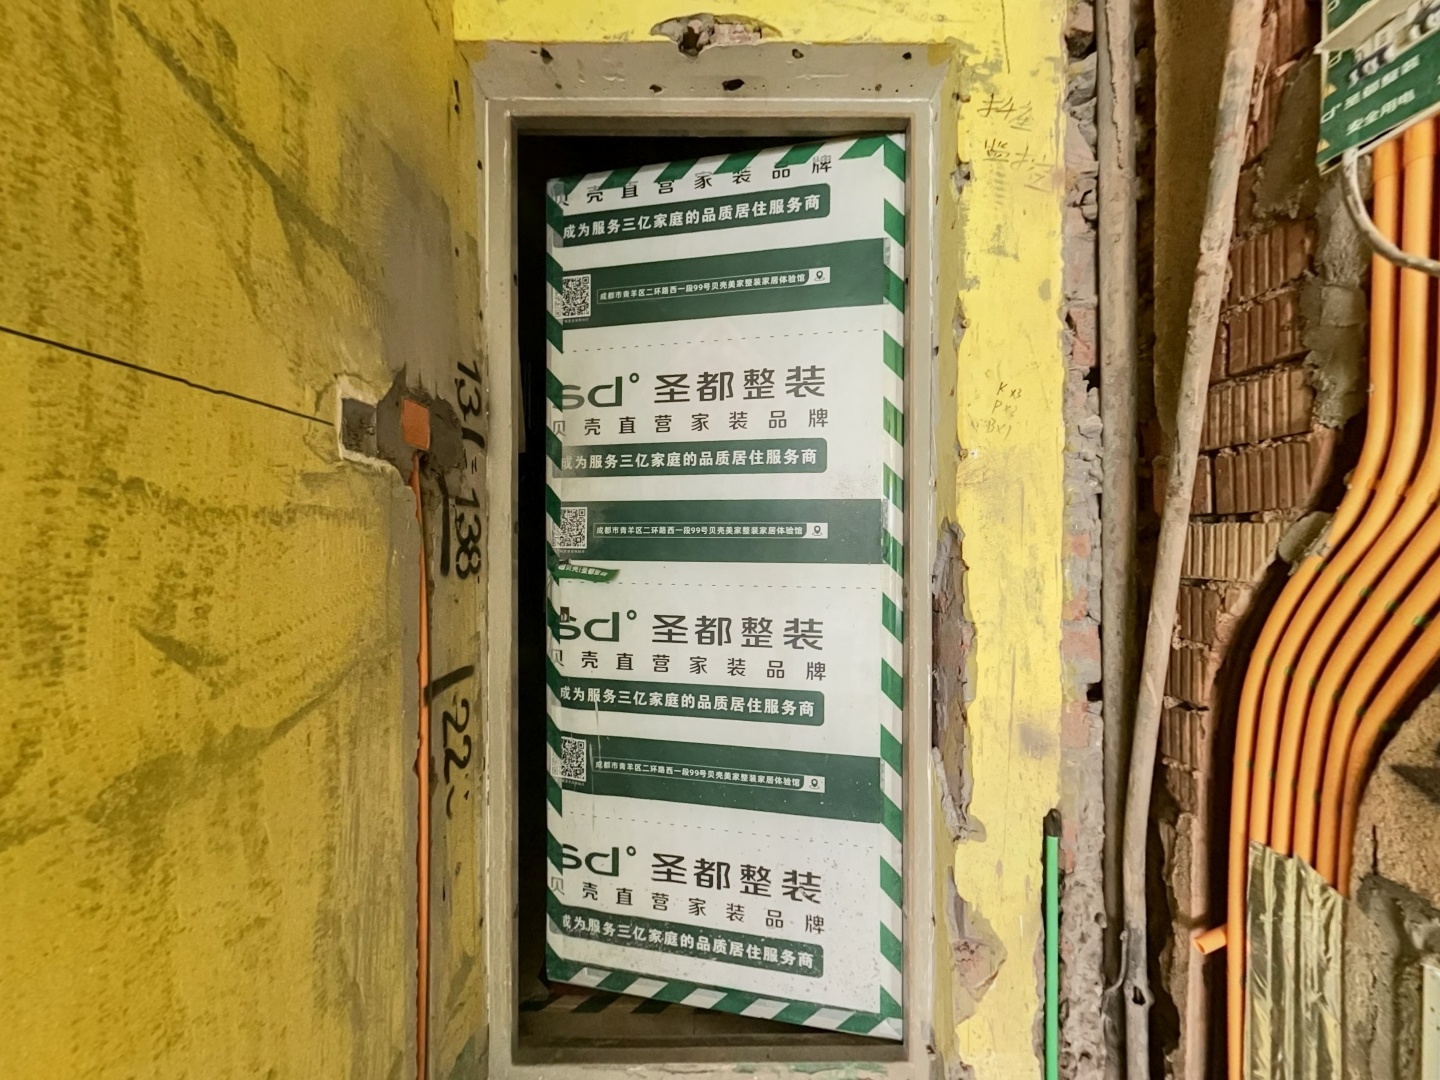 贝壳直营家装品牌
成为服务三亿家庭的品质居住服务商
成都市青羊区二环路西一段99号贝壳美家整装家居体验馆
sd° 圣都整装
贝壳直营家装品牌
成为服务三亿家庭的品质居住服务商
成都市青羊区二环路西一段99号贝壳美家整装家居体验馆
sd° 圣都整装
贝壳直营家装品牌
成为服务三亿家庭的品质居住服务商
成都市青羊区二环路西一段99号贝壳美家整装家居体验馆
sd° 圣都整装
贝壳直营家装品牌
成为服务三亿家庭的品质居住服务商
圣都整装
安全用电
K×3
P×2
B×1